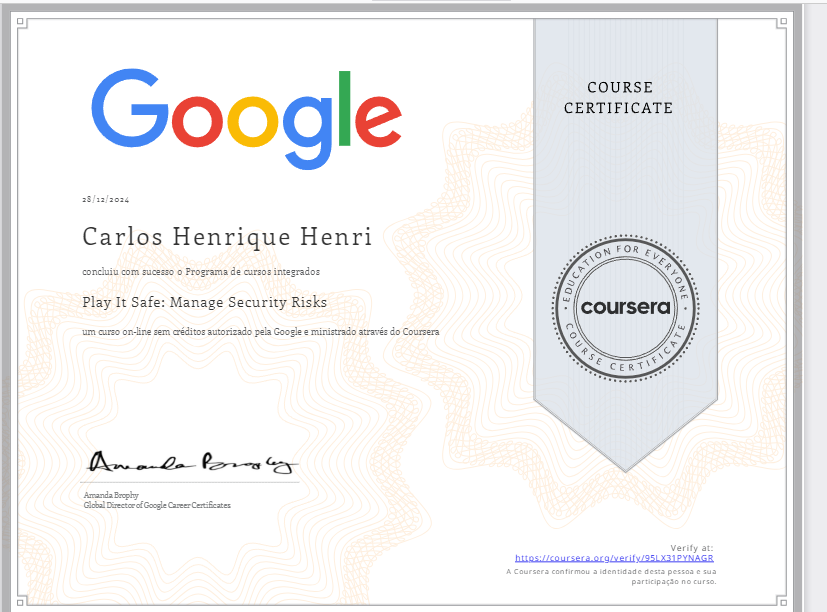 Google
COURSE
CERTIFICATE
28/12/2024
Carlos Henrique Henri
concluiu com sucesso o Programa de cursos integrados
Play It Safe: Manage Security Risks
um curso on-line sem créditos autorizado pela Google e ministrado através do Coursera
EDUCATION FOR EVERYONE
coursera
COURSE CERTIFICATE
Amanda Brophy
Amanda Brophy
Global Director of Google Career Certificates
Verify at:
https://coursera.org/verify/95LX31PYNAGR
A Coursera confirmou a identidade desta pessoa e sua
participação no curso.